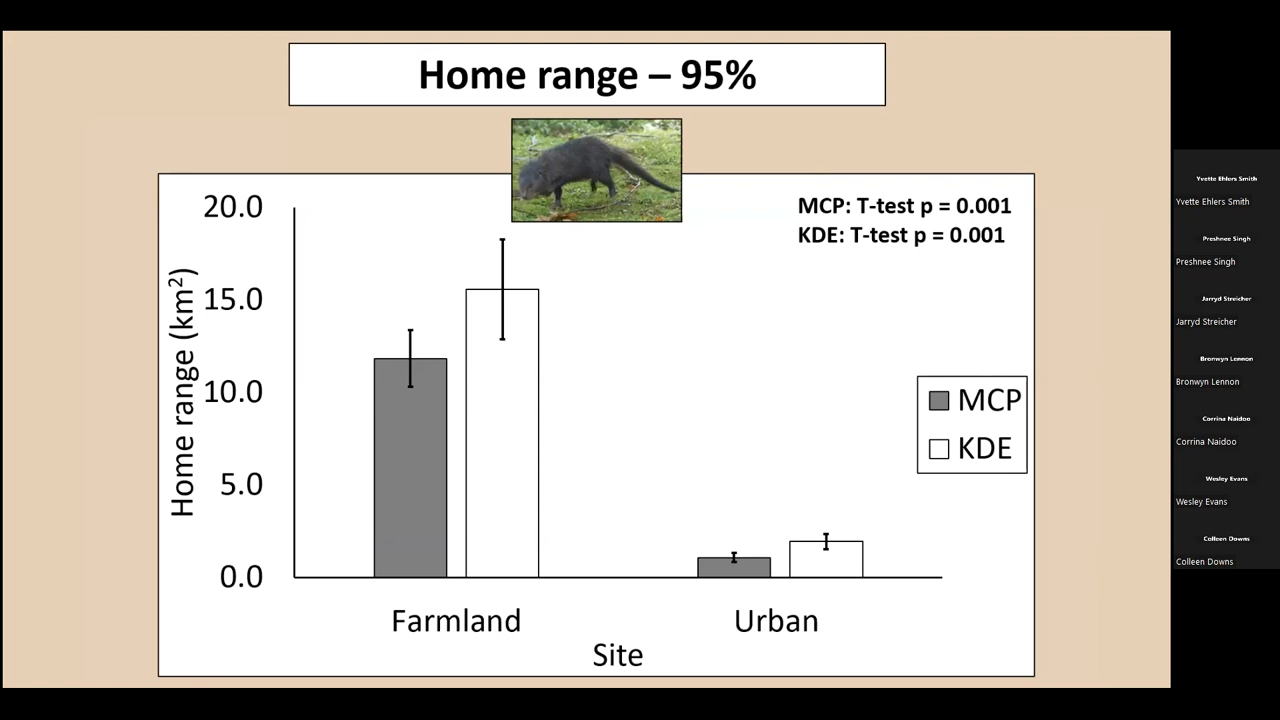 Home range – 95%
MCP: T-test p = 0.001
KDE: T-test p = 0.001
Home range (km²)
20.0
15.0
10.0
5.0
0.0
MCP
KDE
Farmland
Urban
Site
Yvette Ehlers Smith
Yvette Ehlers Smith
Preshnee Singh
Preshnee Singh
Jarryd Streicher
Jarryd Streicher
Bronwyn Lennon
Bronwyn Lennon
Corrina Naidoo
Corrina Naidoo
Wesley Evans
Wesley Evans
Colleen Downs
Colleen Downs